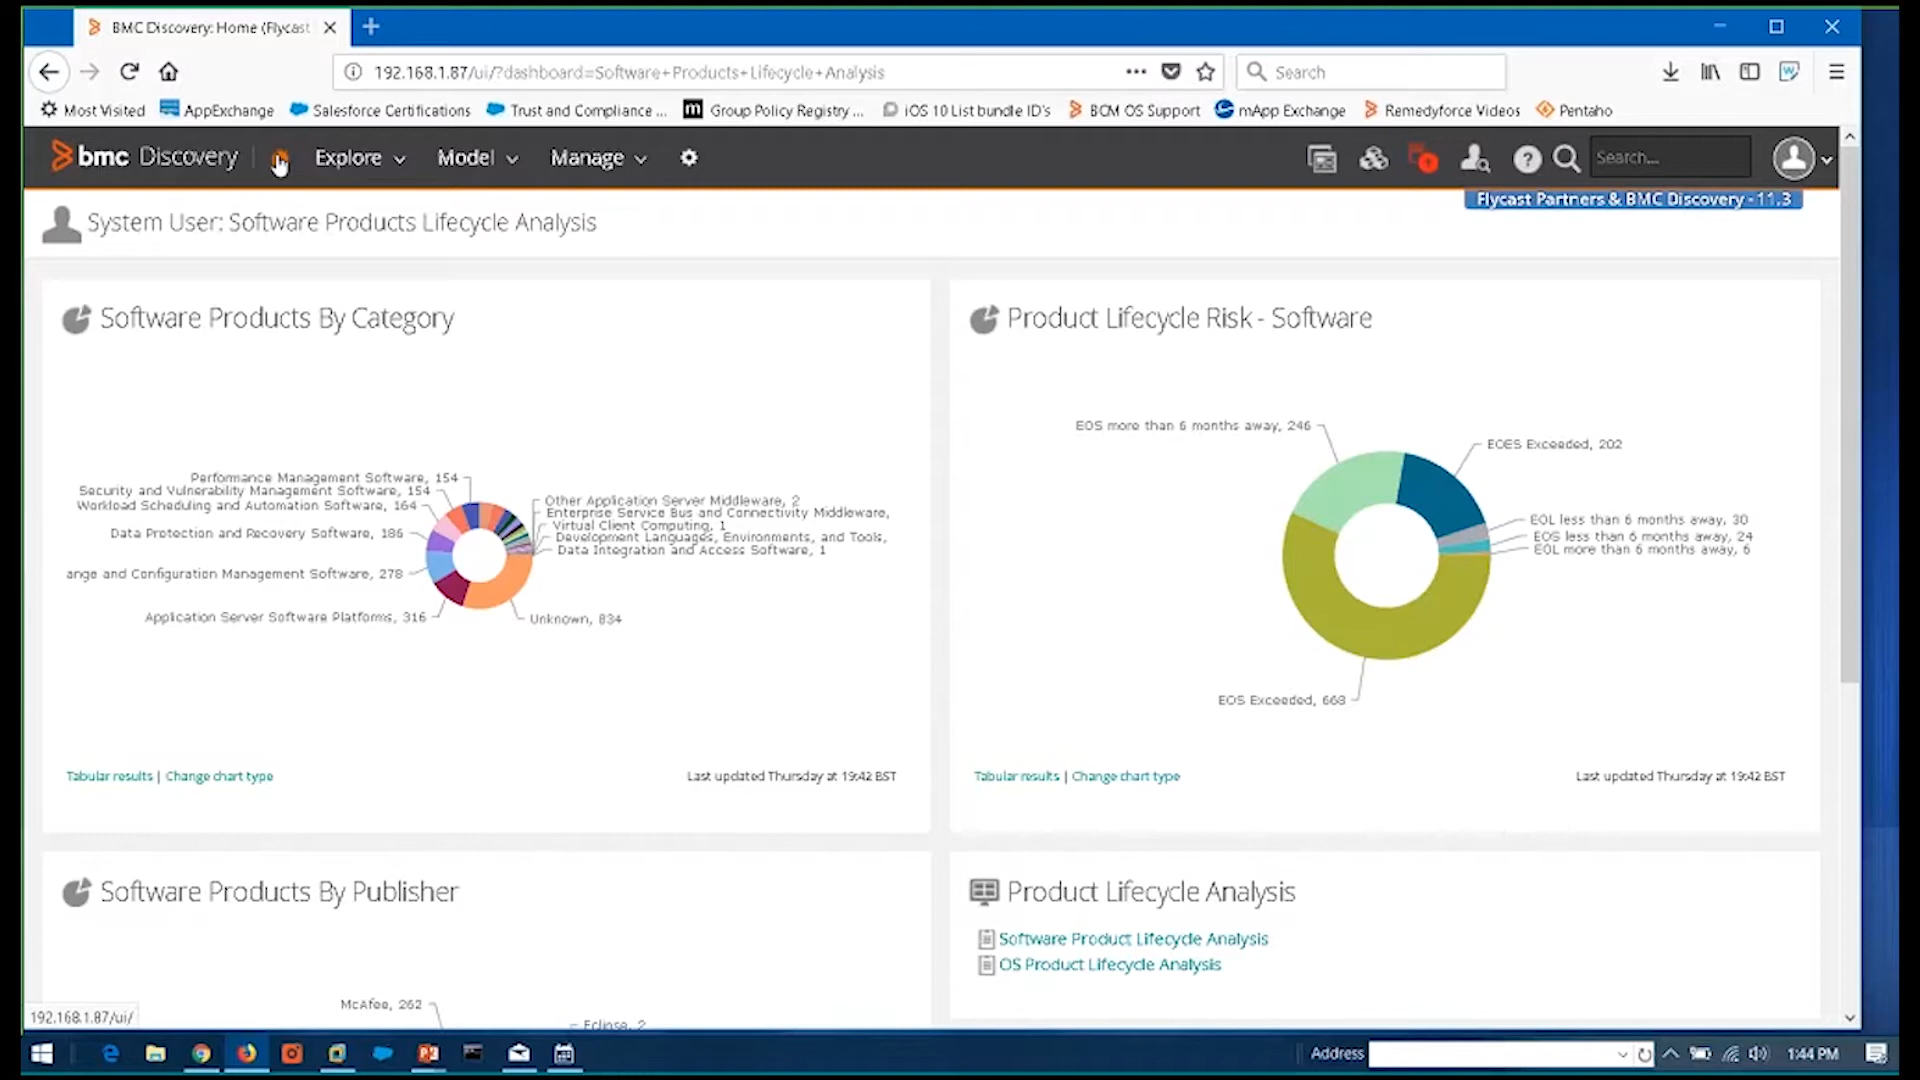 BMC Discovery: Home (Flycast
192.168.1.87/ui/?dashboard=Software+Products+Lifecycle+Analysis
Search
Most Visited
AppExchange
Salesforce Certifications
Trust and Compliance ...
Group Policy Registry ...
iOS 10 List bundle ID's
BCM OS Support
mApp Exchange
Remedyforce Videos
Pentaho
bmc Discovery
Explore
Model
Manage
Search...
Flycast Partners & BMC Discovery - 11.3
System User: Software Products Lifecycle Analysis
Software Products By Category
Performance Management Software, 154
Security and Vulnerability Management Software, 154
Workload Scheduling and Automation Software, 164
Data Protection and Recovery Software, 186
ange and Configuration Management Software, 278
Application Server Software Platforms, 316
Other Application Server Middleware, 2
Enterprise Service Bus and Connectivity Middleware,
Virtual Client Computing, 1
Development Languages, Environments, and Tools,
Data Integration and Access Software, 1
Unknown, 834
Tabular results | Change chart type
Last updated Thursday at 19:42 BST
Product Lifecycle Risk - Software
EOS more than 6 months away, 246
EOES Exceeded, 202
EOL less than 6 months away, 30
EOS less than 6 months away, 24
EOL more than 6 months away, 6
EOS Exceeded, 668
Tabular results | Change chart type
Last updated Thursday at 19:42 BST
Software Products By Publisher
McAfee, 262
Eclipse, 2
Product Lifecycle Analysis
Software Product Lifecycle Analysis
OS Product Lifecycle Analysis
192.168.1.87/ui/
Address
1:44 PM